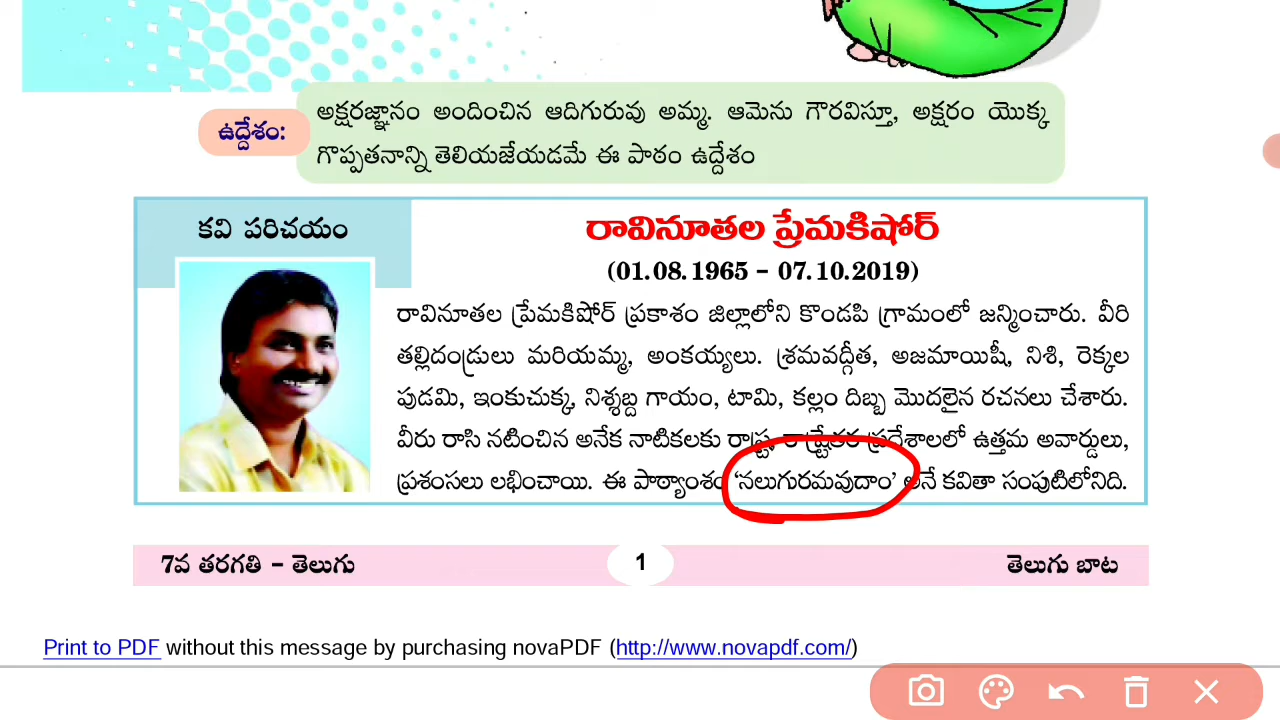 ఉద్దేశం:
అక్షరజ్ఞానం అందించిన ఆదిగురువు అమ్మ. ఆమెను గౌరవిస్తూ, అక్షరం యొక్క
గొప్పతనాన్ని తెలియజేయడమే ఈ పాఠం ఉద్దేశం
కవి పరిచయం
రావినూతల ప్రేమకిషోర్
(01.08.1965 – 07.10.2019)
రావినూతల ప్రేమకిషోర్ ప్రకాశం జిల్లాలోని కొండపి గ్రామంలో జన్మించారు. వీరి
తల్లిదండ్రులు మరియమ్మ, అంకయ్యలు. శ్రమవద్గీత, అజమాయిషీ, నిశి, రెక్కల
పుడమి, ఇంకుచుక్క, నిశ్శబ్ద గాయం, టామి, కల్లం దిబ్బ మొదలైన రచనలు చేశారు.
వీరు రాసి నటించిన అనేక నాటికలకు రాష్ట్ర, రాష్ట్రేతర ప్రదేశాలలో ఉత్తమ అవార్డులు,
ప్రశంసలు లభించాయి. ఈ పాఠ్యాంశం ‘నలుగురమవుదాం’ అనే కవితా సంపుటిలోనిది.
7వ తరగతి – తెలుగు
1
తెలుగు బాట
Print to PDF without this message by purchasing novaPDF (http://www.novapdf.com/)